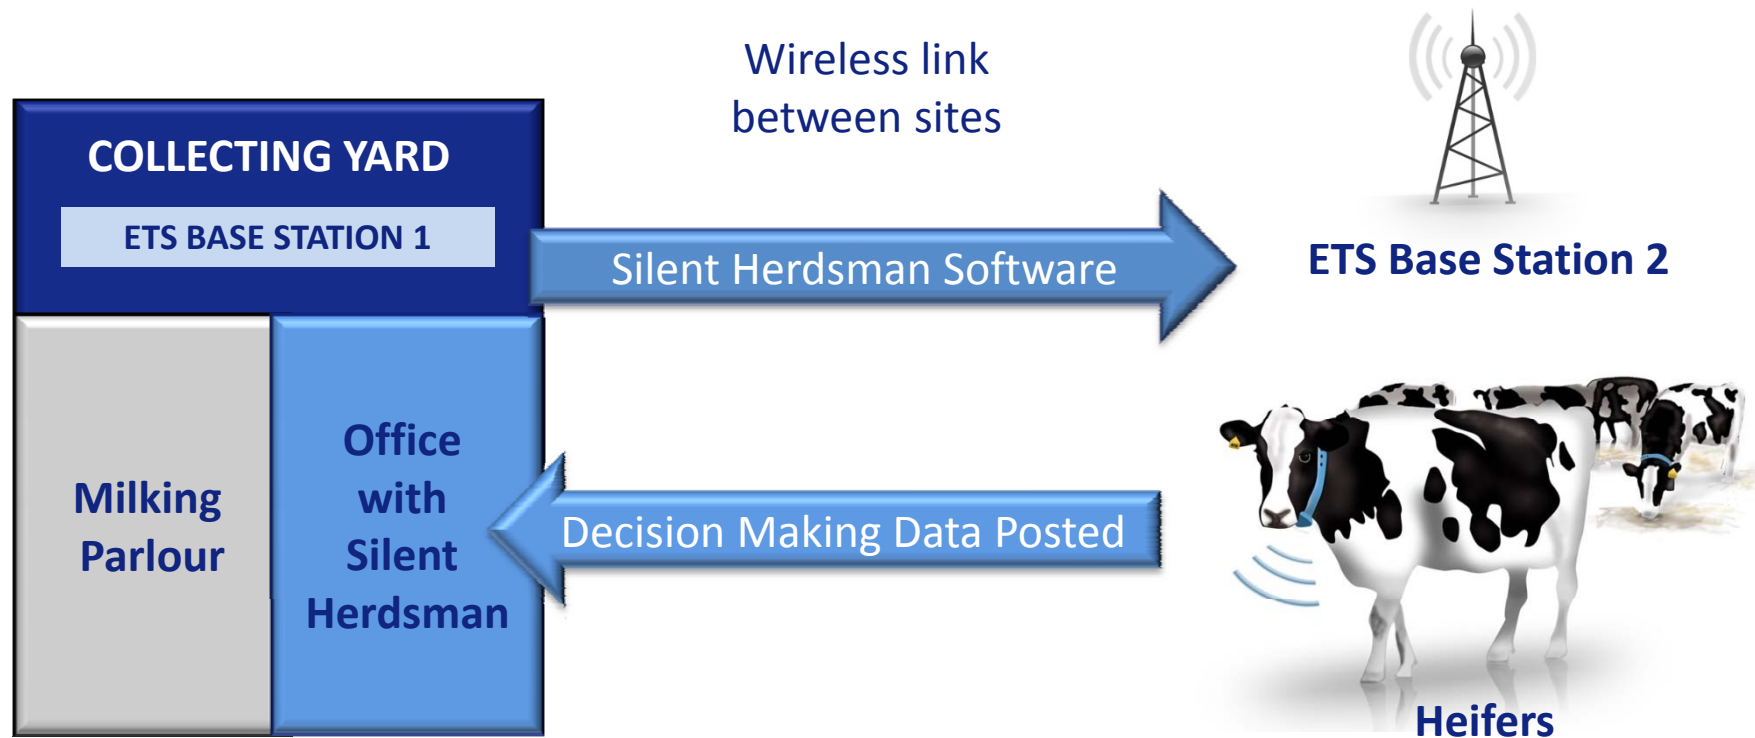 Wireless link
between sites
COLLECTING YARD
ETS BASE STATION 1
Silent Herdsman Software
ETS Base Station 2
Milking
Parlour
Office
with
Silent
Herdsman
Decision Making Data Posted
Heifers